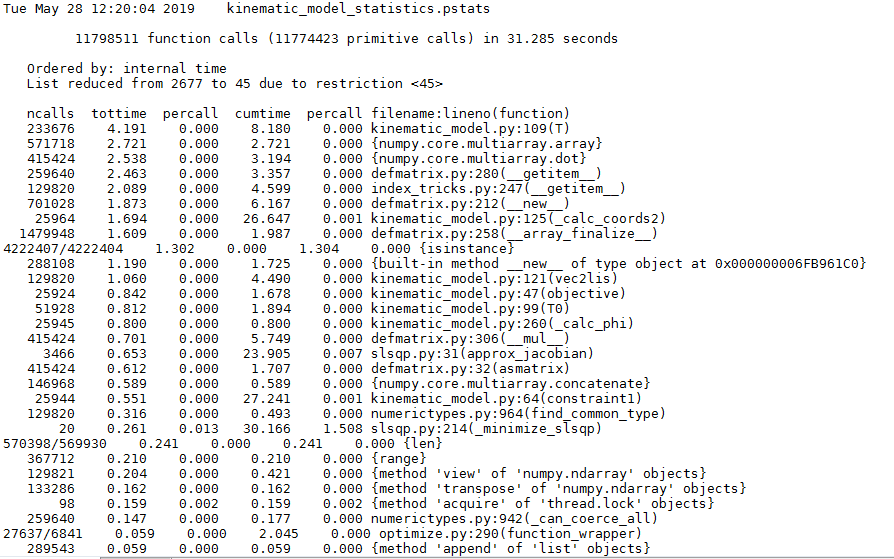 Tue May 28 12:20:04 2019    kinematic_model_statistics.pstats
11798511 function calls (11774423 primitive calls) in 31.285 seconds
Ordered by: internal time
List reduced from 2677 to 45 due to restriction <45>
ncalls  tottime  percall  cumtime  percall filename:lineno(function)
233676    4.191    0.000    8.180    0.000 kinematic_model.py:109(T)
571718    2.721    0.000    2.721    0.000 {numpy.core.multiarray.array}
415424    2.538    0.000    3.194    0.000 {numpy.core.multiarray.dot}
259640    2.463    0.000    3.357    0.000 defmatrix.py:280(__getitem__)
129820    2.089    0.000    4.599    0.000 index_tricks.py:247(__getitem__)
701028    1.873    0.000    6.167    0.000 defmatrix.py:212(__new__)
25964    1.694    0.000   26.647    0.001 kinematic_model.py:125(_calc_coords2)
1479948    1.609    0.000    1.987    0.000 defmatrix.py:258(__array_finalize__)
4222407/4222404    1.302    0.000    1.304    0.000 {isinstance}
288108    1.190    0.000    1.725    0.000 {built-in method __new__ of type object at 0x000000006FB961C0}
129820    1.060    0.000    4.490    0.000 kinematic_model.py:121(vec2lis)
25924    0.842    0.000    1.678    0.000 kinematic_model.py:47(objective)
51928    0.812    0.000    1.894    0.000 kinematic_model.py:99(T0)
25945    0.800    0.000    0.800    0.000 kinematic_model.py:260(_calc_phi)
415424    0.701    0.000    5.749    0.000 defmatrix.py:306(__mul__)
3466    0.653    0.000   23.905    0.007 slsqp.py:31(approx_jacobian)
415424    0.612    0.000    1.707    0.000 defmatrix.py:32(asmatrix)
146968    0.589    0.000    0.589    0.000 {numpy.core.multiarray.concatenate}
25944    0.551    0.000   27.241    0.001 kinematic_model.py:64(constraint1)
129820    0.316    0.000    0.493    0.000 numerictypes.py:964(find_common_type)
20    0.261    0.013   30.166    1.508 slsqp.py:214(_minimize_slsqp)
570398/569930    0.241    0.000    0.241    0.000 {len}
367712    0.210    0.000    0.210    0.000 {range}
129821    0.204    0.000    0.421    0.000 {method 'view' of 'numpy.ndarray' objects}
133286    0.162    0.000    0.162    0.000 {method 'transpose' of 'numpy.ndarray' objects}
98    0.159    0.002    0.159    0.002 {method 'acquire' of 'thread.lock' objects}
259640    0.147    0.000    0.177    0.000 numerictypes.py:942(_can_coerce_all)
27637/6841    0.059    0.000    2.045    0.000 optimize.py:290(function_wrapper)
289543    0.059    0.000    0.059    0.000 {method 'append' of 'list' objects}